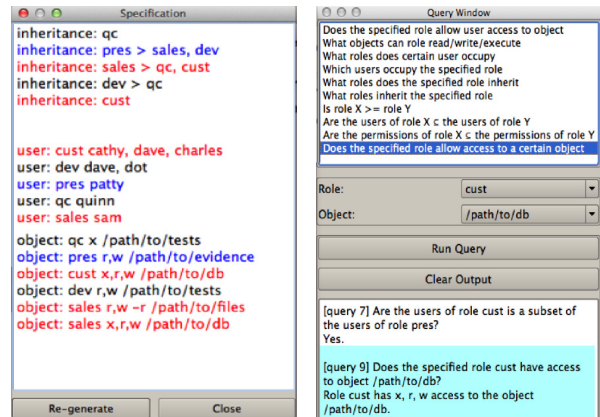 Specification
inheritance: qc
inheritance: pres > sales, dev
inheritance: sales > qc, cust
inheritance: dev > qc
inheritance: cust
user: cust cathy, dave, charles
user: dev dave, dot
user: pres patty
user: qc quinn
user: sales sam
object: qc x /path/to/tests
object: pres r,w /path/to/evidence
object: cust x,r,w /path/to/db
object: dev r,w /path/to/tests
object: sales r,w -r /path/to/files
object: sales x,r,w /path/to/db
Re-generate
Close
Query Window
Does the specified role allow user access to object
What objects can role read/write/execute
What roles does certain user occupy
Which users occupy the specified role
What roles does the specified role inherit
What roles inherit the specified role
Is role X >= role Y
Are the users of role X ⊂ the users of role Y
Are the permissions of role X ⊂ the permissions of role Y
Does the specified role allow access to a certain object
Role:
cust
Object:
/path/to/db
Run Query
Clear Output
[query 7] Are the users of role cust is a subset of
the users of role pres?
Yes.
[query 9] Does the specified role cust have access
to object /path/to/db?
Role cust has x, r, w access to the object
/path/to/db.